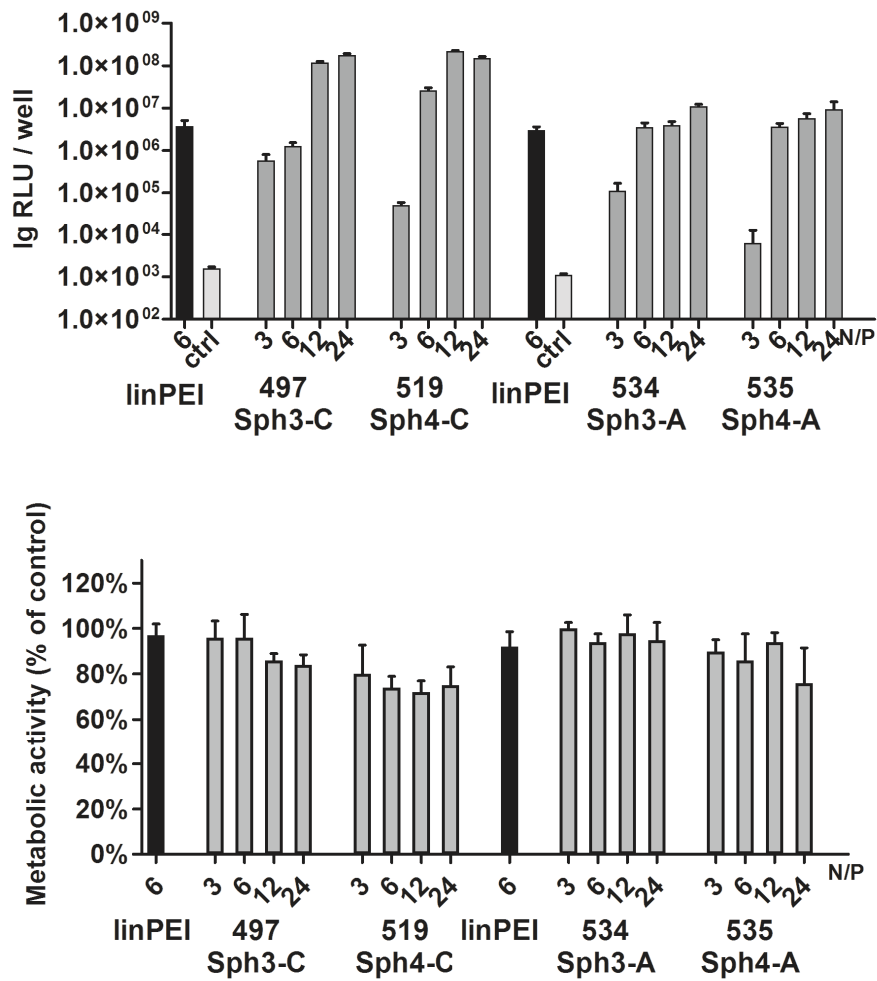 lg RLU / well
1.0×10⁰⁹
1.0×10⁰⁸
1.0×10⁰⁷
1.0×10⁰⁶
1.0×10⁰⁵
1.0×10⁰⁴
1.0×10⁰³
1.0×10⁰²
6 ctrl 3 6 12 24 3 6 12 24 6 ctrl 3 6 12 24 3 6 12 24 N/P
linPEI 497 519 linPEI 534 535
Sph3-C Sph4-C Sph3-A Sph4-A
Metabolic activity (% of control)
120%
100%
80%
60%
40%
20%
0%
6 3 6 12 24 3 6 12 24 6 3 6 12 24 3 6 12 24 N/P
linPEI 497 519 linPEI 534 535
Sph3-C Sph4-C Sph3-A Sph4-A